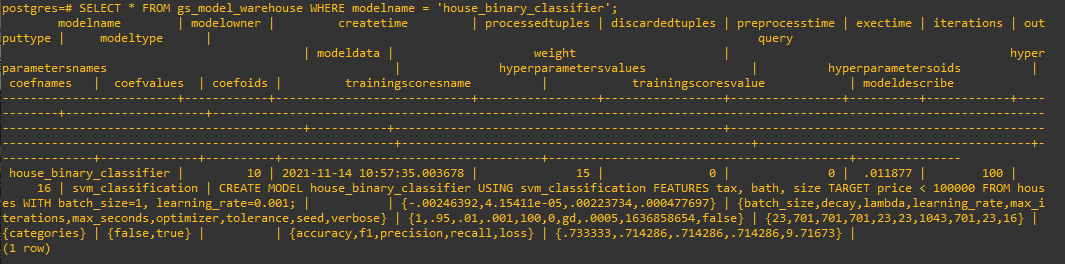 postgres=# SELECT * FROM gs_model_warehouse WHERE modelname = 'house_binary_classifier';
modelname | modelowner | createtime | processedtuples | discardedtuples | preprocesstime | exectime | iterations | out
puttype | modeltype | query
| modeldata | weight | hyper
parametersnames | hyperparametersvalues | hyperparametersoids |
coefnames | coefvalues | coefoids | trainingscoresname | trainingscoresvalue | modeldescribe
house_binary_classifier | 10 | 2021-11-14 10:57:35.003678 | 15 | 0 | 0 | .011877 | 100 |
16 | svm_classification | CREATE MODEL house_binary_classifier USING svm_classification FEATURES tax, bath, size TARGET price < 100000 FROM hous
es WITH batch_size=1, learning_rate=0.001; | | {-.00246392,4.15411e-05,.00223734,.000477697} | {batch_size,decay,lambda,learning_rate,max_i
terations,max_seconds,optimizer,tolerance,seed,verbose} | {1,.95,.01,.001,100,0,gd,.0005,1636858654,false} | {23,701,701,701,23,23,1043,701,23,16} |
{categories} | {false,true} | | {accuracy,f1,precision,recall,loss} | {.733333,.714286,.714286,.714286,9.71673} |
(1 row)